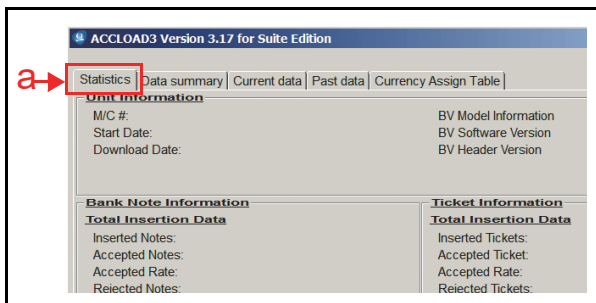 ACCLOAD3 Version 3.17 for Suite Edition
a
Statistics Data summary Current data Past data Currency Assign Table
Unit Information
M/C #: BV Model Information
Start Date: BV Software Version
Download Date: BV Header Version
Bank Note Information Ticket Information
Total Insertion Data Total Insertion Data
Inserted Notes: Inserted Tickets:
Accepted Notes: Accepted Ticket:
Accepted Rate: Accepted Rate:
Rejected Notes: Rejected Tickets: